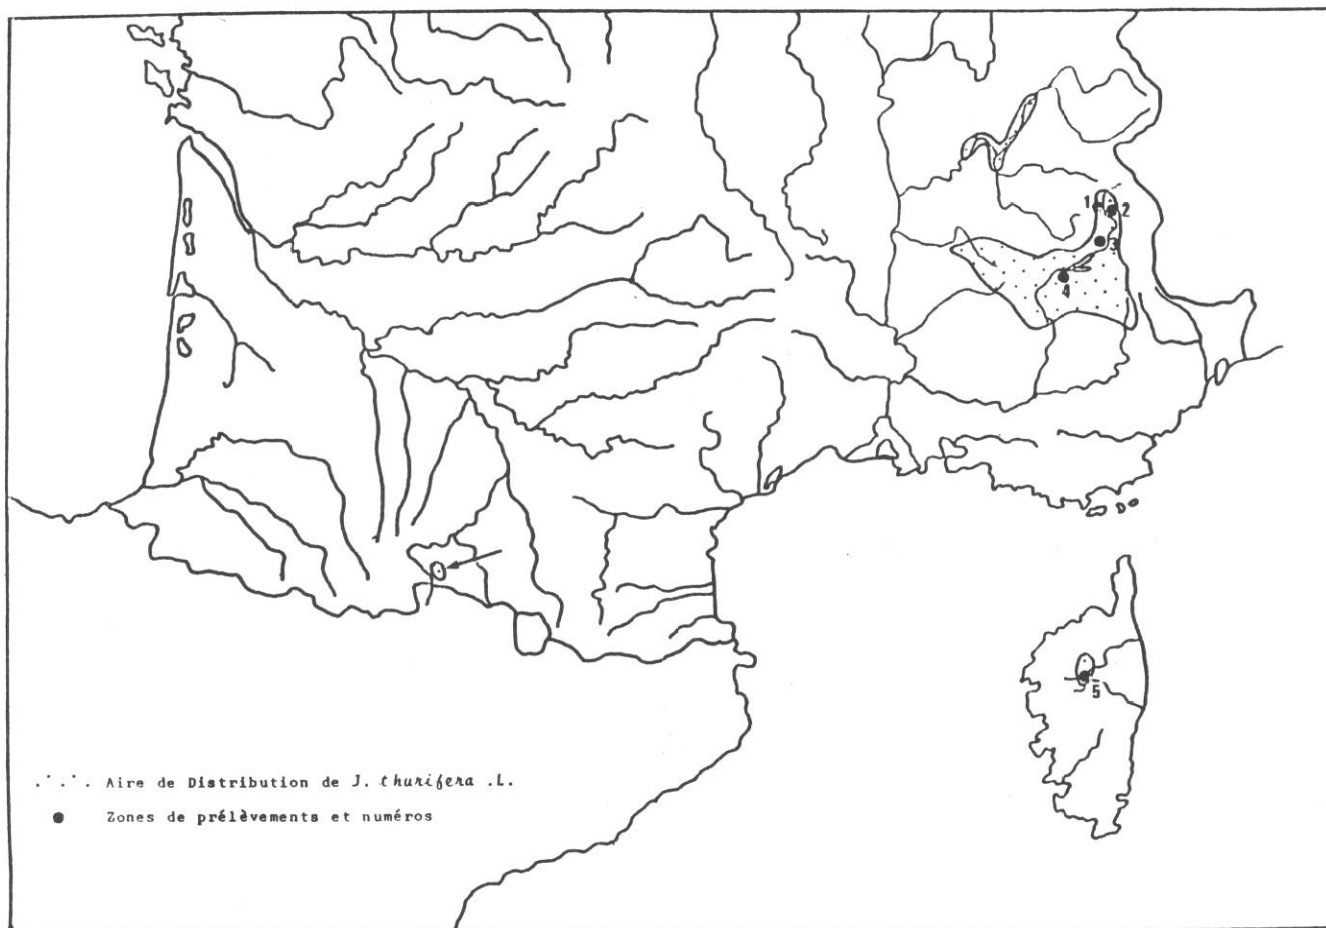 1
2
3
4
5
.·.·. Aire de Distribution de J. thurifera .L.
● Zones de prélèvements et numéros